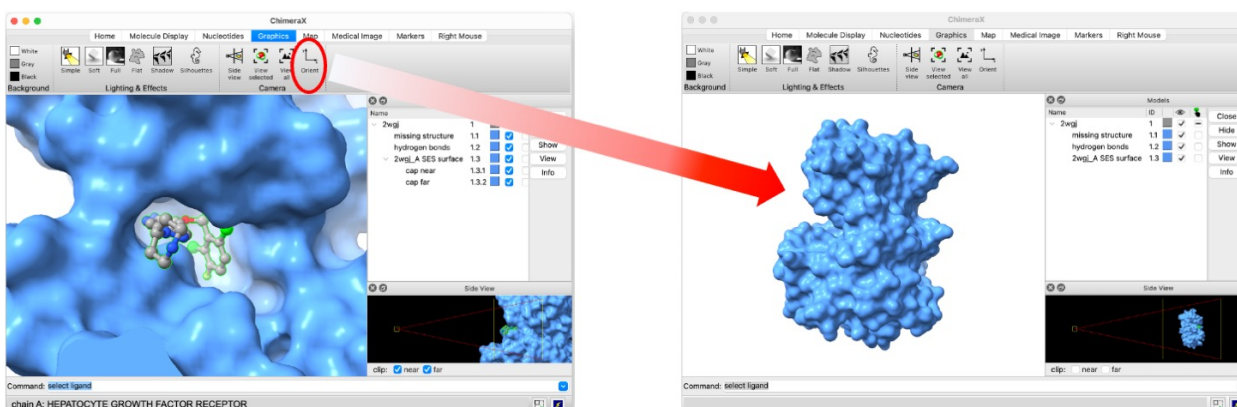 ChimeraX
Home Molecule Display Nucleotides Graphics Map Medical Image Markers Right Mouse
White
Gray
Black
Simple Soft Full Flat Shadow Silhouettes Side view View selected View all Orient
Background Lighting & Effects Camera
Name
2wgj 1
missing structure 1.1
hydrogen bonds 1.2
2wgj_A SES surface 1.3
cap near 1.3.1
cap far 1.3.2
Show
View
Info
Side View
clip: near far
Command: select ligand
chain A: HEPATOCYTE GROWTH FACTOR RECEPTOR
ChimeraX
Home Molecule Display Nucleotides Graphics Map Medical Image Markers Right Mouse
White
Gray
Black
Simple Soft Full Flat Shadow Silhouettes Side view View selected View all Orient
Background Lighting & Effects Camera
Models
Name ID
2wgj 1
missing structure 1.1
hydrogen bonds 1.2
2wgj_A SES surface 1.3
Close
Hide
Show
View
Info
Side View
clip: near far
Command: select ligand